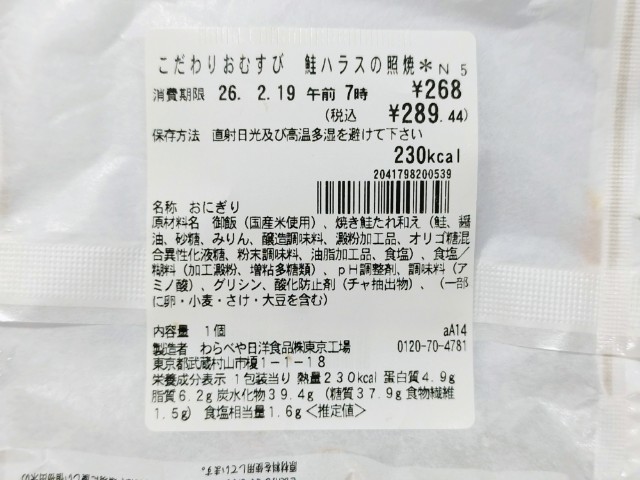 こだわりおむすび 鮭ハラスの照焼＊N 5
消費期限 26. 2.19 午前 7時 ¥268
(税込 ¥289.44)
保存方法 直射日光及び高温多湿を避けて下さい
230kcal
2041798200539
名称 おにぎり
原材料名 御飯（国産米使用）、焼き鮭たれ和え（鮭、醤
油、砂糖、みりん、醸造調味料、澱粉加工品、オリゴ糖混
合異性化液糖、粉末調味料、油脂加工品、食塩）、食塩／
糊料（加工澱粉、増粘多糖類）、ｐＨ調整剤、調味料（ア
ミノ酸）、グリシン、酸化防止剤（チャ抽出物）、（一部
に卵・小麦・さけ・大豆を含む）
内容量 1個 aA14
製造者 わらべや日洋食品㈱東京工場 0120-70-4781
東京都武蔵村山市榎1－1－18
栄養成分表示 1包装当り 熱量230kcal 蛋白質4.9g
脂質6.2g 炭水化物39.4g （糖質37.9g 食物繊維
1.5g） 食塩相当量1.6g＜推定値＞
原材料を使用しています。